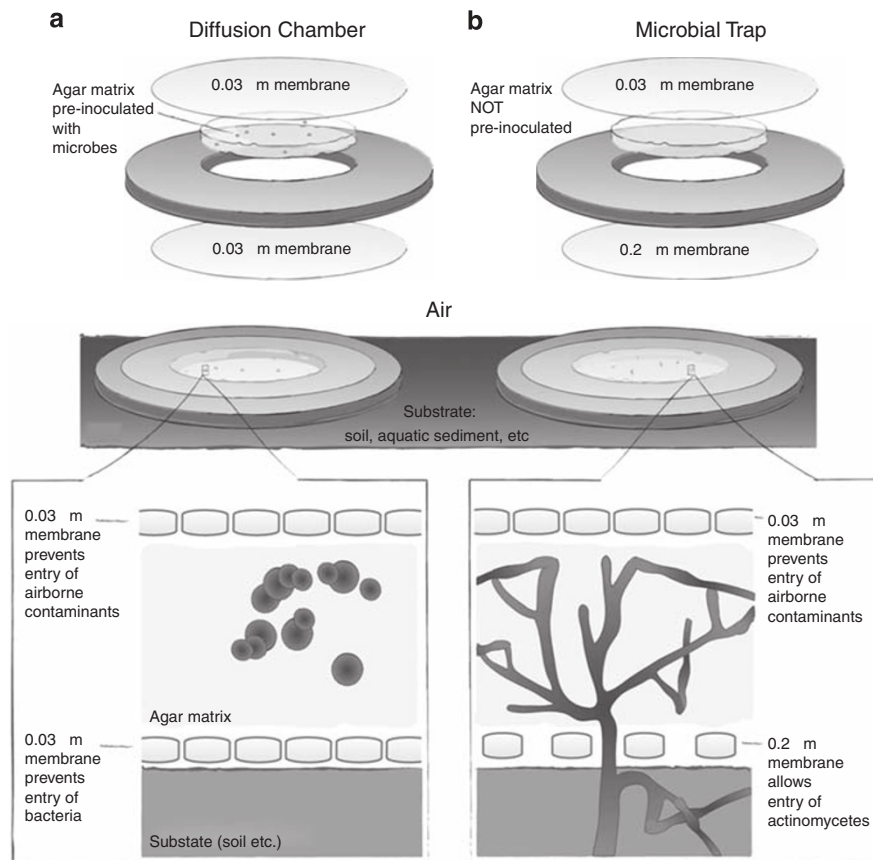 a
Diffusion Chamber
0.03 m membrane
Agar matrix
pre-inoculated
with
microbes
0.03 m membrane
b
Microbial Trap
0.03 m membrane
Agar matrix
NOT
pre-inoculated
0.2 m membrane
Air
Substrate:
soil, aquatic sediment, etc
0.03 m
membrane
prevents
entry of
airborne
contaminants
Agar matrix
0.03 m
membrane
prevents
entry of
bacteria
Substate (soil etc.)
0.03 m
membrane
prevents
entry of
airborne
contaminants
0.2 m
membrane
allows
entry of
actinomycetes